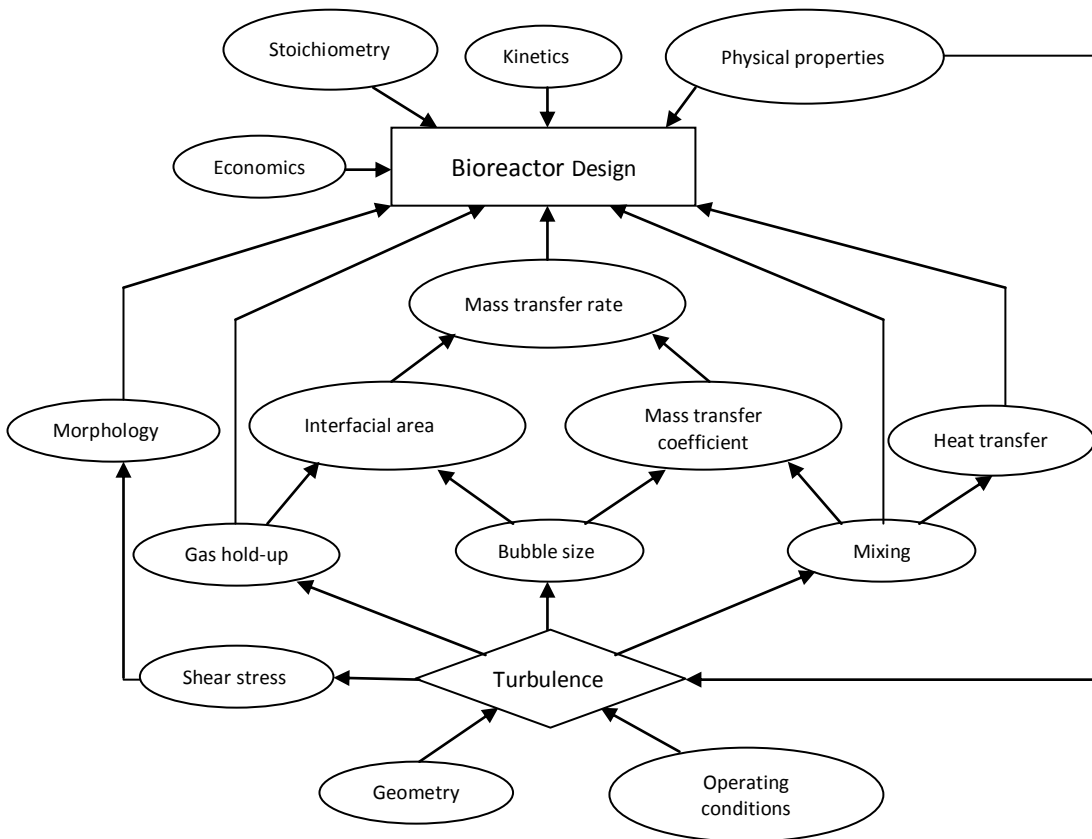 Stoichiometry
Kinetics
Physical properties
Economics
Bioreactor Design
Mass transfer rate
Interfacial area
Mass transfer
coefficient
Morphology
Heat transfer
Gas hold-up
Bubble size
Mixing
Shear stress
Turbulence
Geometry
Operating
conditions